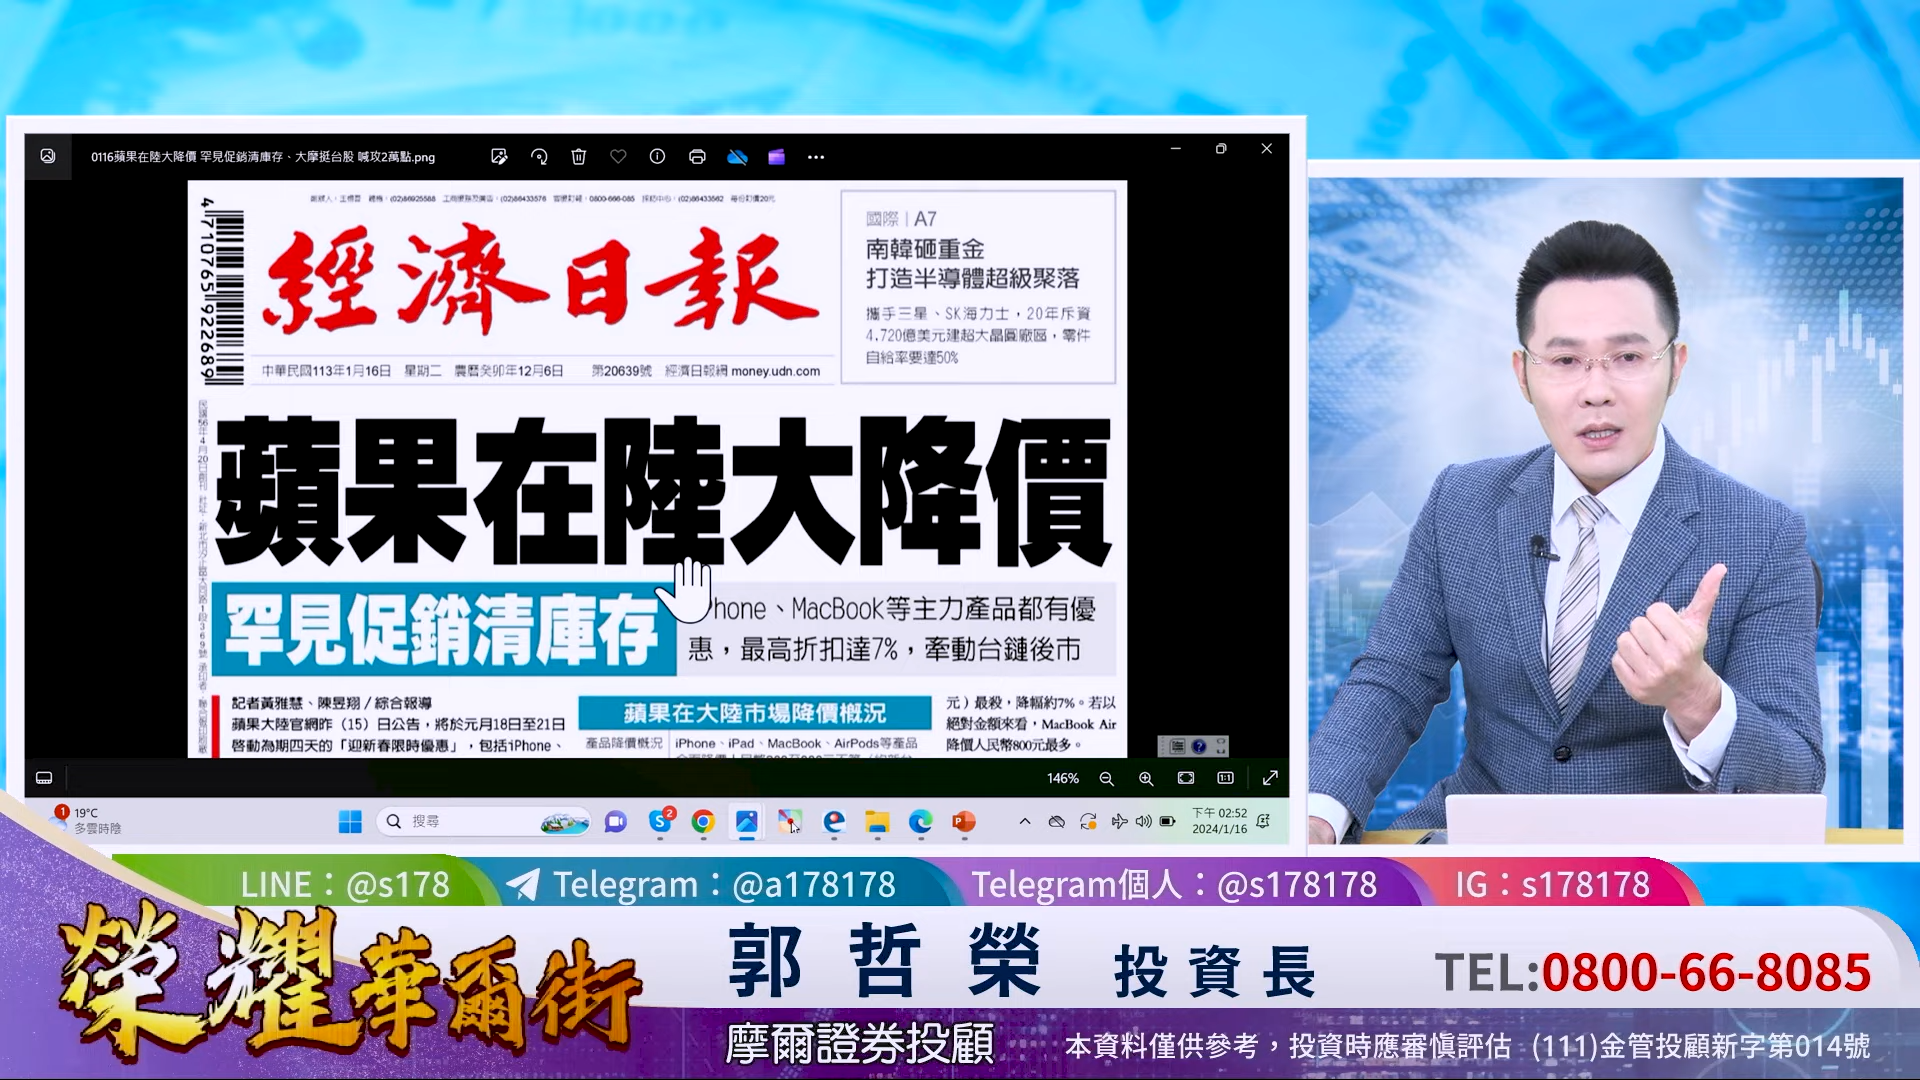 0116蘋果在陸大降價 罕見促銷清庫存、大摩挺台股 喊攻2萬點.png
4710765922689
經濟日報
中華民國113年1月16日 星期二 農曆癸卯年12月6日 第20639號 經濟日報網 money.udn.com
國際 | A7
南韓砸重金
打造半導體超級聚落
攜手三星、SK海力士,20年斥資
4,720億美元建超大晶圓廠區,零件
自給率要達50%
蘋果在陸大降價
罕見促銷清庫存
Phone、MacBook等主力產品都有優
惠,最高折扣達7%,牽動台鏈後市
記者黃雅慧、陳昱翔/綜合報導
蘋果大陸官網昨(15)日公告,將於元月18日至21日
啓動為期四天的「迎新春限時優惠」,包括iPhone、
蘋果在大陸市場降價概況
產品降價概況 iPhone、iPad、MacBook、AirPods等產品
元)最殺,降幅約7%。若以
絕對金額來看,MacBook Air
降價人民幣800元最多。
146%
1
19°C
多雲時陰
搜尋
2
下午 02:52
2024/1/16
LINE:@s178
Telegram:@a178178
Telegram個人:@s178178
IG:s178178
榮耀華爾街
郭哲榮 投資長
TEL:0800-66-8085
摩爾證券投顧
本資料僅供參考,投資時應審慎評估 (111)金管投顧新字第014號